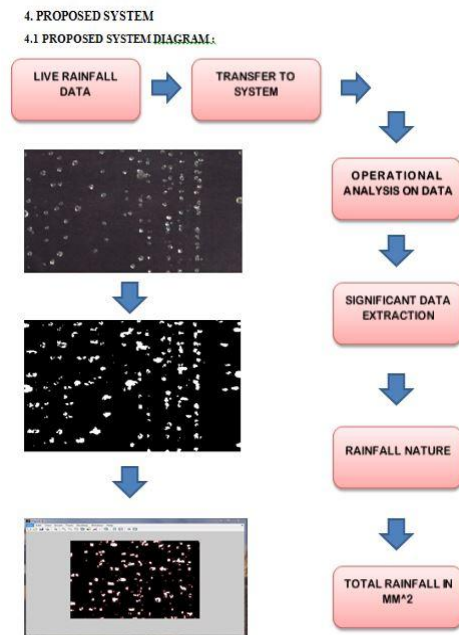 4. PROPOSED SYSTEM
4.1 PROPOSED SYSTEM DIAGRAM :
LIVE RAINFALL
DATA
TRANSFER TO
SYSTEM
OPERATIONAL
ANALYSIS ON DATA
SIGNIFICANT DATA
EXTRACTION
RAINFALL NATURE
TOTAL RAINFALL IN
MM^2